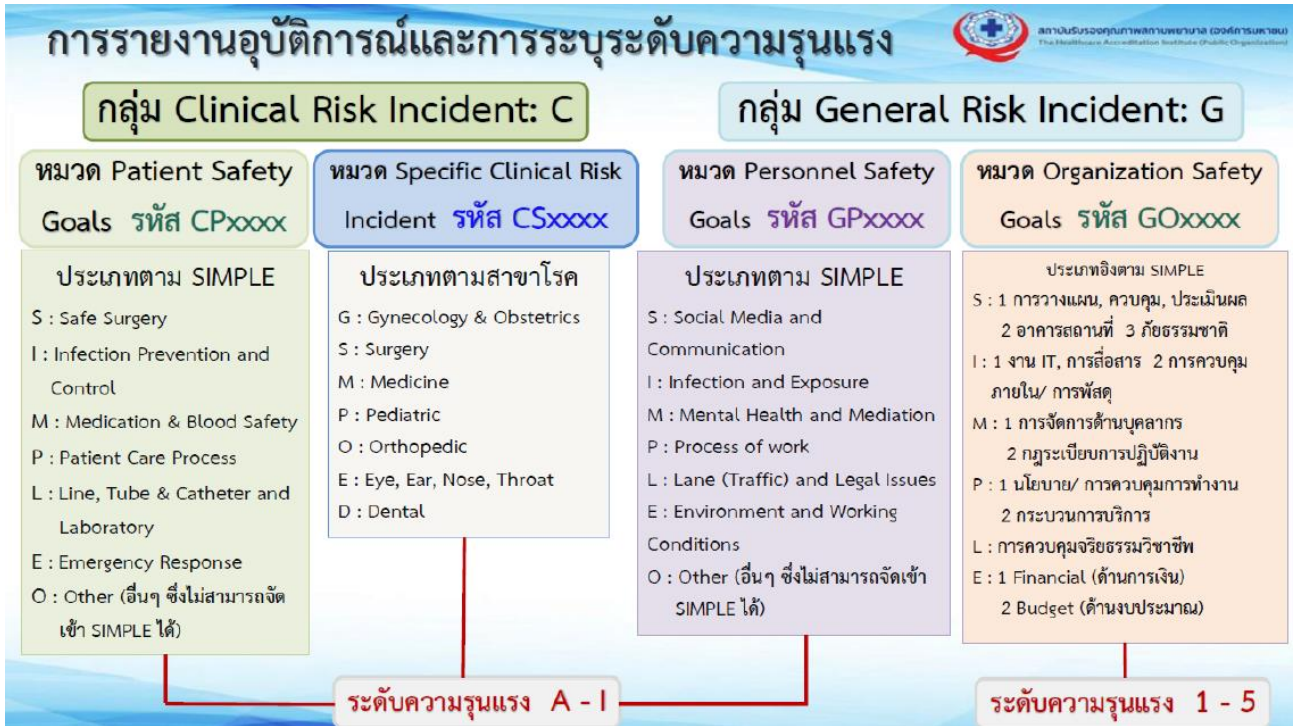 การรายงานอุบัติการณ์และการระบุระดับความรุนแรง
สถาบันรับรองคุณภาพสถานพยาบาล (องค์การมหาชน)
The Healthcare Accreditation Institute (Public Organization)
กลุ่ม Clinical Risk Incident: C
กลุ่ม General Risk Incident: G
หมวด Patient Safety
Goals รหัส CPxxxx
หมวด Specific Clinical Risk
Incident รหัส CSxxxx
หมวด Personnel Safety
Goals รหัส GPxxxx
หมวด Organization Safety
Goals รหัส GOxxxx
ประเภทตาม SIMPLE
S : Safe Surgery
I : Infection Prevention and
Control
M : Medication & Blood Safety
P : Patient Care Process
L : Line, Tube & Catheter and
Laboratory
E : Emergency Response
O : Other (อื่นๆ ซึ่งไม่สามารถจัด
เข้า SIMPLE ได้)
ประเภทตามสาขาโรค
G : Gynecology & Obstetrics
S : Surgery
M : Medicine
P : Pediatric
O : Orthopedic
E : Eye, Ear, Nose, Throat
D : Dental
ประเภทตาม SIMPLE
S : Social Media and
Communication
I : Infection and Exposure
M : Mental Health and Mediation
P : Process of work
L : Lane (Traffic) and Legal Issues
E : Environment and Working
Conditions
O : Other (อื่นๆ ซึ่งไม่สามารถจัดเข้า
SIMPLE ได้)
ประเภทอิงตาม SIMPLE
S : 1 การวางแผน, ควบคุม, ประเมินผล
2 อาคารสถานที่ 3 ภัยธรรมชาติ
I : 1 งาน IT, การสื่อสาร 2 การควบคุม
ภายใน/ การพัสดุ
M : 1 การจัดการด้านบุคลากร
2 กฎระเบียบการปฏิบัติงาน
P : 1 นโยบาย/ การควบคุมการทำงาน
2 กระบวนการบริการ
L : การควบคุมจริยธรรมวิชาชีพ
E : 1 Financial (ด้านการเงิน)
2 Budget (ด้านงบประมาณ)
ระดับความรุนแรง A - I
ระดับความรุนแรง 1 - 5